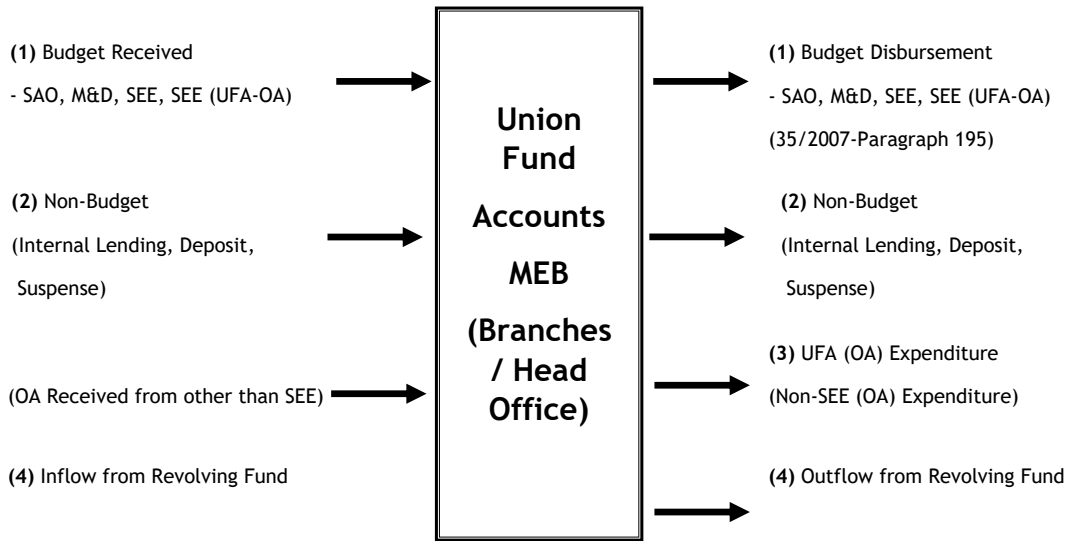 (1) Budget Received
- SAO, M&D, SEE, SEE (UFA-OA)
(2) Non-Budget
(Internal Lending, Deposit,
Suspense)
(OA Received from other than SEE)
(4) Inflow from Revolving Fund
Union
Fund
Accounts
MEB
(Branches
/ Head
Office)
(1) Budget Disbursement
- SAO, M&D, SEE, SEE (UFA-OA)
(35/2007-Paragraph 195)
(2) Non-Budget
(Internal Lending, Deposit,
Suspense)
(3) UFA (OA) Expenditure
(Non-SEE (OA) Expenditure)
(4) Outflow from Revolving Fund